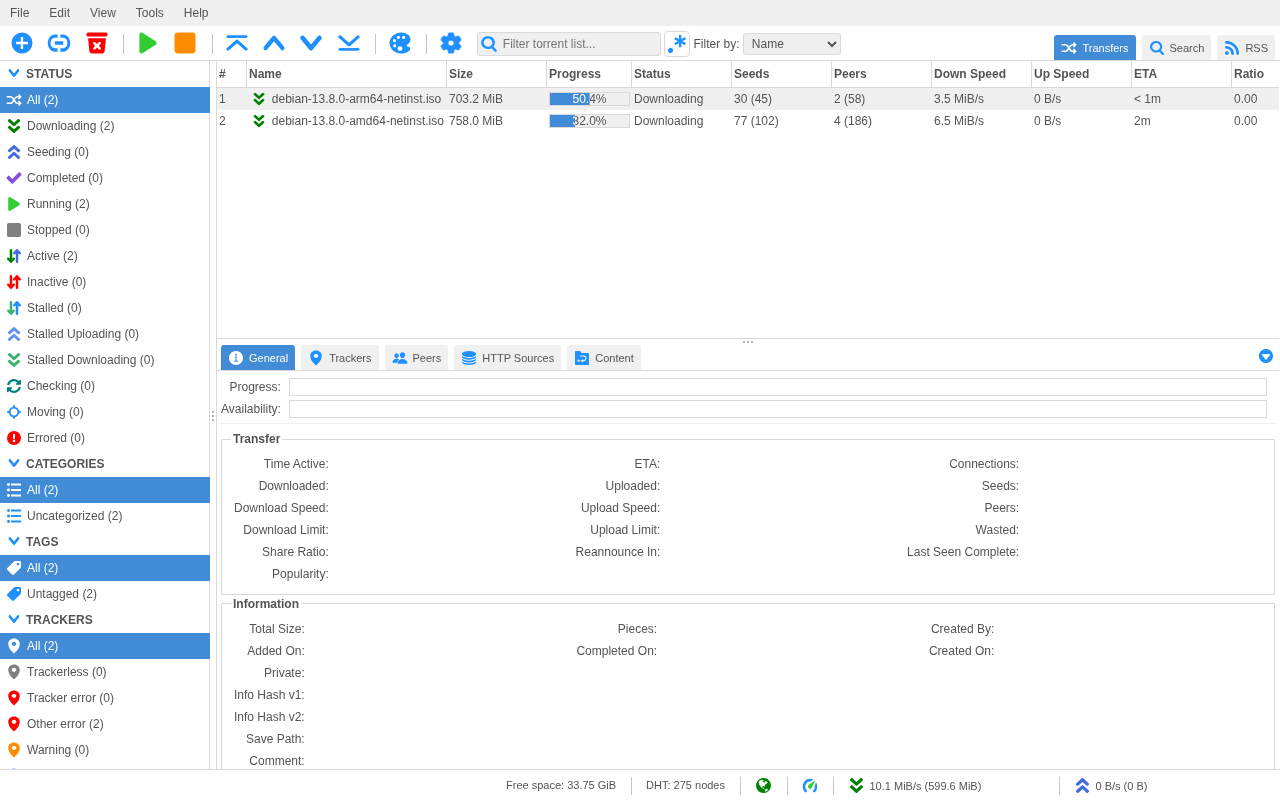 File Edit View Tools Help
Filter torrent list... .* Filter by: Name Transfers Search RSS
STATUS
All (2)
Downloading (2)
Seeding (0)
Completed (0)
Running (2)
Stopped (0)
Active (2)
Inactive (0)
Stalled (0)
Stalled Uploading (0)
Stalled Downloading (0)
Checking (0)
Moving (0)
Errored (0)
CATEGORIES
All (2)
Uncategorized (2)
TAGS
All (2)
Untagged (2)
TRACKERS
All (2)
Trackerless (0)
Tracker error (0)
Other error (2)
Warning (0)
# Name Size Progress Status Seeds Peers Down Speed Up Speed ETA Ratio
1 debian-13.8.0-arm64-netinst.iso 703.2 MiB 50.4% Downloading 30 (45) 2 (58) 3.5 MiB/s 0 B/s < 1m 0.00
2 debian-13.8.0-amd64-netinst.iso 758.0 MiB 32.0% Downloading 77 (102) 4 (186) 6.5 MiB/s 0 B/s 2m 0.00
General Trackers Peers HTTP Sources Content
Progress:
Availability:
Transfer
Time Active: ETA: Connections:
Downloaded: Uploaded: Seeds:
Download Speed: Upload Speed: Peers:
Download Limit: Upload Limit: Wasted:
Share Ratio: Reannounce In: Last Seen Complete:
Popularity:
Information
Total Size: Pieces: Created By:
Added On: Completed On: Created On:
Private:
Info Hash v1:
Info Hash v2:
Save Path:
Comment:
Free space: 33.75 GiB DHT: 275 nodes 10.1 MiB/s (599.6 MiB) 0 B/s (0 B)